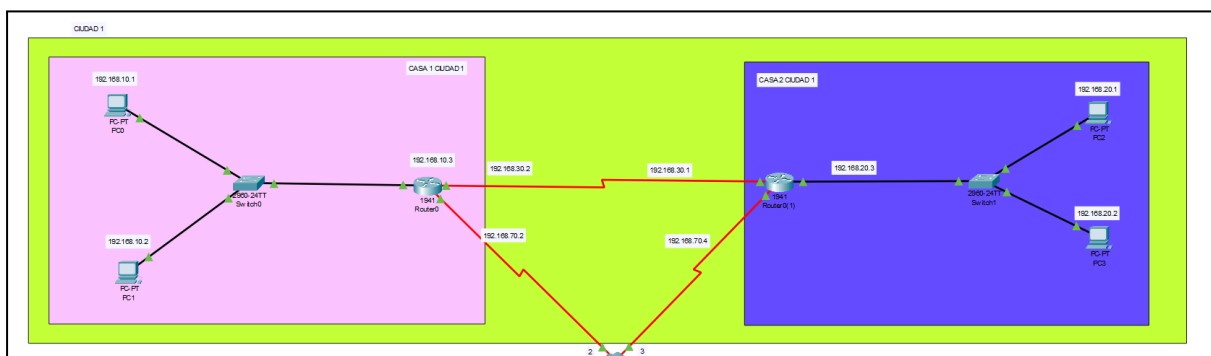 CIUDAD 1
CASA 1 CIUDAD 1
192.168.10.1
PC-PT
PC0
192.168.10.3
192.168.30.2
2960-24TT
Switch0
1941
Router0
192.168.10.2
PC-PT
PC1
192.168.70.2
CASA 2 CIUDAD 1
192.168.20.1
PC-PT
PC2
192.168.30.1
192.168.20.3
1941
Router0(1)
2960-24TT
Switch1
192.168.20.2
PC-PT
PC3
192.168.70.4
2
3